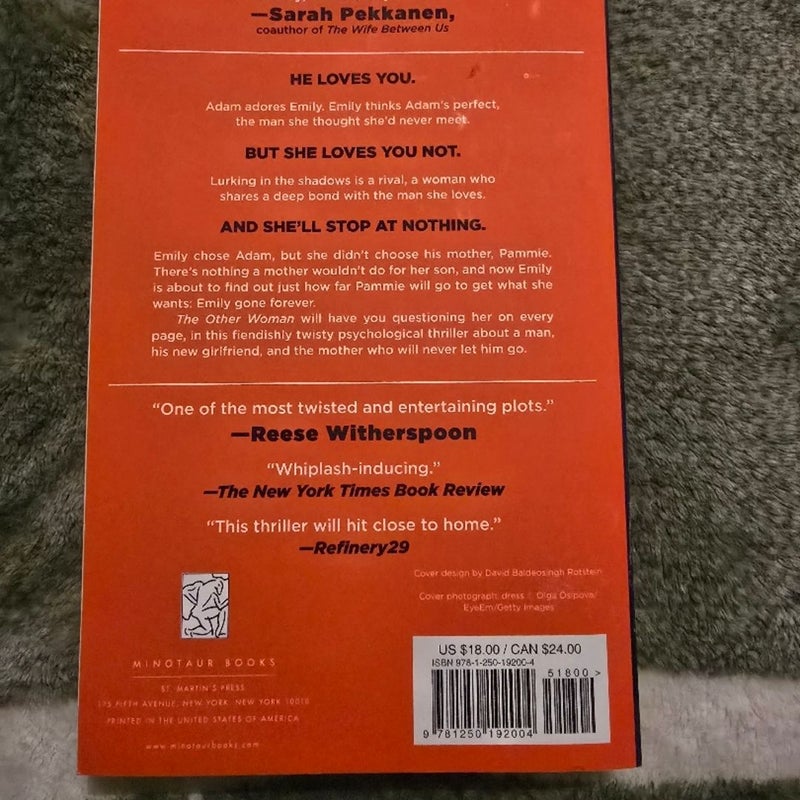 —Sarah Pekkanen,
coauthor of The Wife Between Us
HE LOVES YOU.
Adam adores Emily. Emily thinks Adam's perfect,
the man she thought she'd never meet.
BUT SHE LOVES YOU NOT.
Lurking in the shadows is a rival, a woman who
shares a deep bond with the man she loves.
AND SHE'LL STOP AT NOTHING.
Emily chose Adam, but she didn't choose his mother, Pammie.
There's nothing a mother wouldn't do for her son, and now Emily
is about to find out just how far Pammie will go to get what she
wants: Emily gone forever.
The Other Woman will have you questioning her on every
page, in this fiendishly twisty psychological thriller about a man,
his new girlfriend, and the mother who will never let him go.
“One of the most twisted and entertaining plots.”
—Reese Witherspoon
“Whiplash-inducing.”
—The New York Times Book Review
“This thriller will hit close to home.”
—Refinery29
Cover design by David Baldeosingh Rotstein
Cover photograph: dress © Olga Osipova/
EyeEm/Getty Images
MINOTAUR BOOKS
ST. MARTIN'S PRESS
175 FIFTH AVENUE, NEW YORK, NEW YORK 10010
PRINTED IN THE UNITED STATES OF AMERICA
www.minotaurbooks.com
US $18.00 / CAN $24.00
ISBN 978-1-250-19200-4
51800 >
9 781250 192004